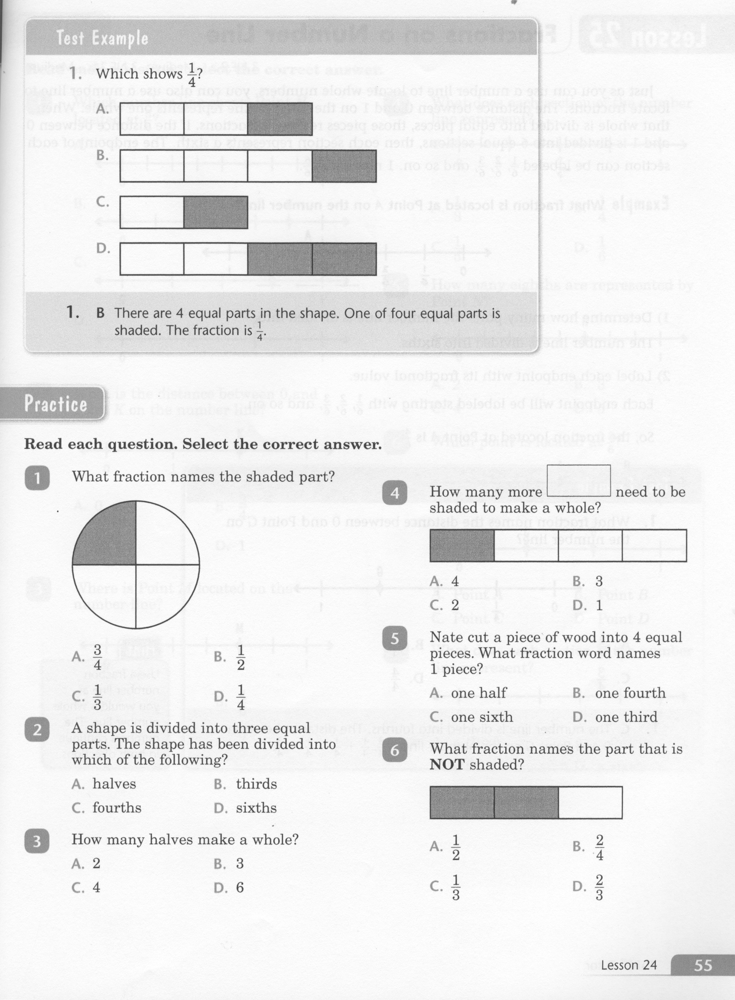 Test Example
1. Which shows 1/4?
A.
B.
C.
D.
1. B There are 4 equal parts in the shape. One of four equal parts is
shaded. The fraction is 1/4.
Practice
Read each question. Select the correct answer.
1 What fraction names the shaded part?
A. 3/4 B. 1/2
C. 1/3 D. 1/4
2 A shape is divided into three equal
parts. The shape has been divided into
which of the following?
A. halves B. thirds
C. fourths D. sixths
3 How many halves make a whole?
A. 2 B. 3
C. 4 D. 6
4 How many more need to be
shaded to make a whole?
A. 4 B. 3
C. 2 D. 1
5 Nate cut a piece of wood into 4 equal
pieces. What fraction word names
1 piece?
A. one half B. one fourth
C. one sixth D. one third
6 What fraction names the part that is
NOT shaded?
A. 1/2 B. 2/4
C. 1/3 D. 2/3
Lesson 24 55